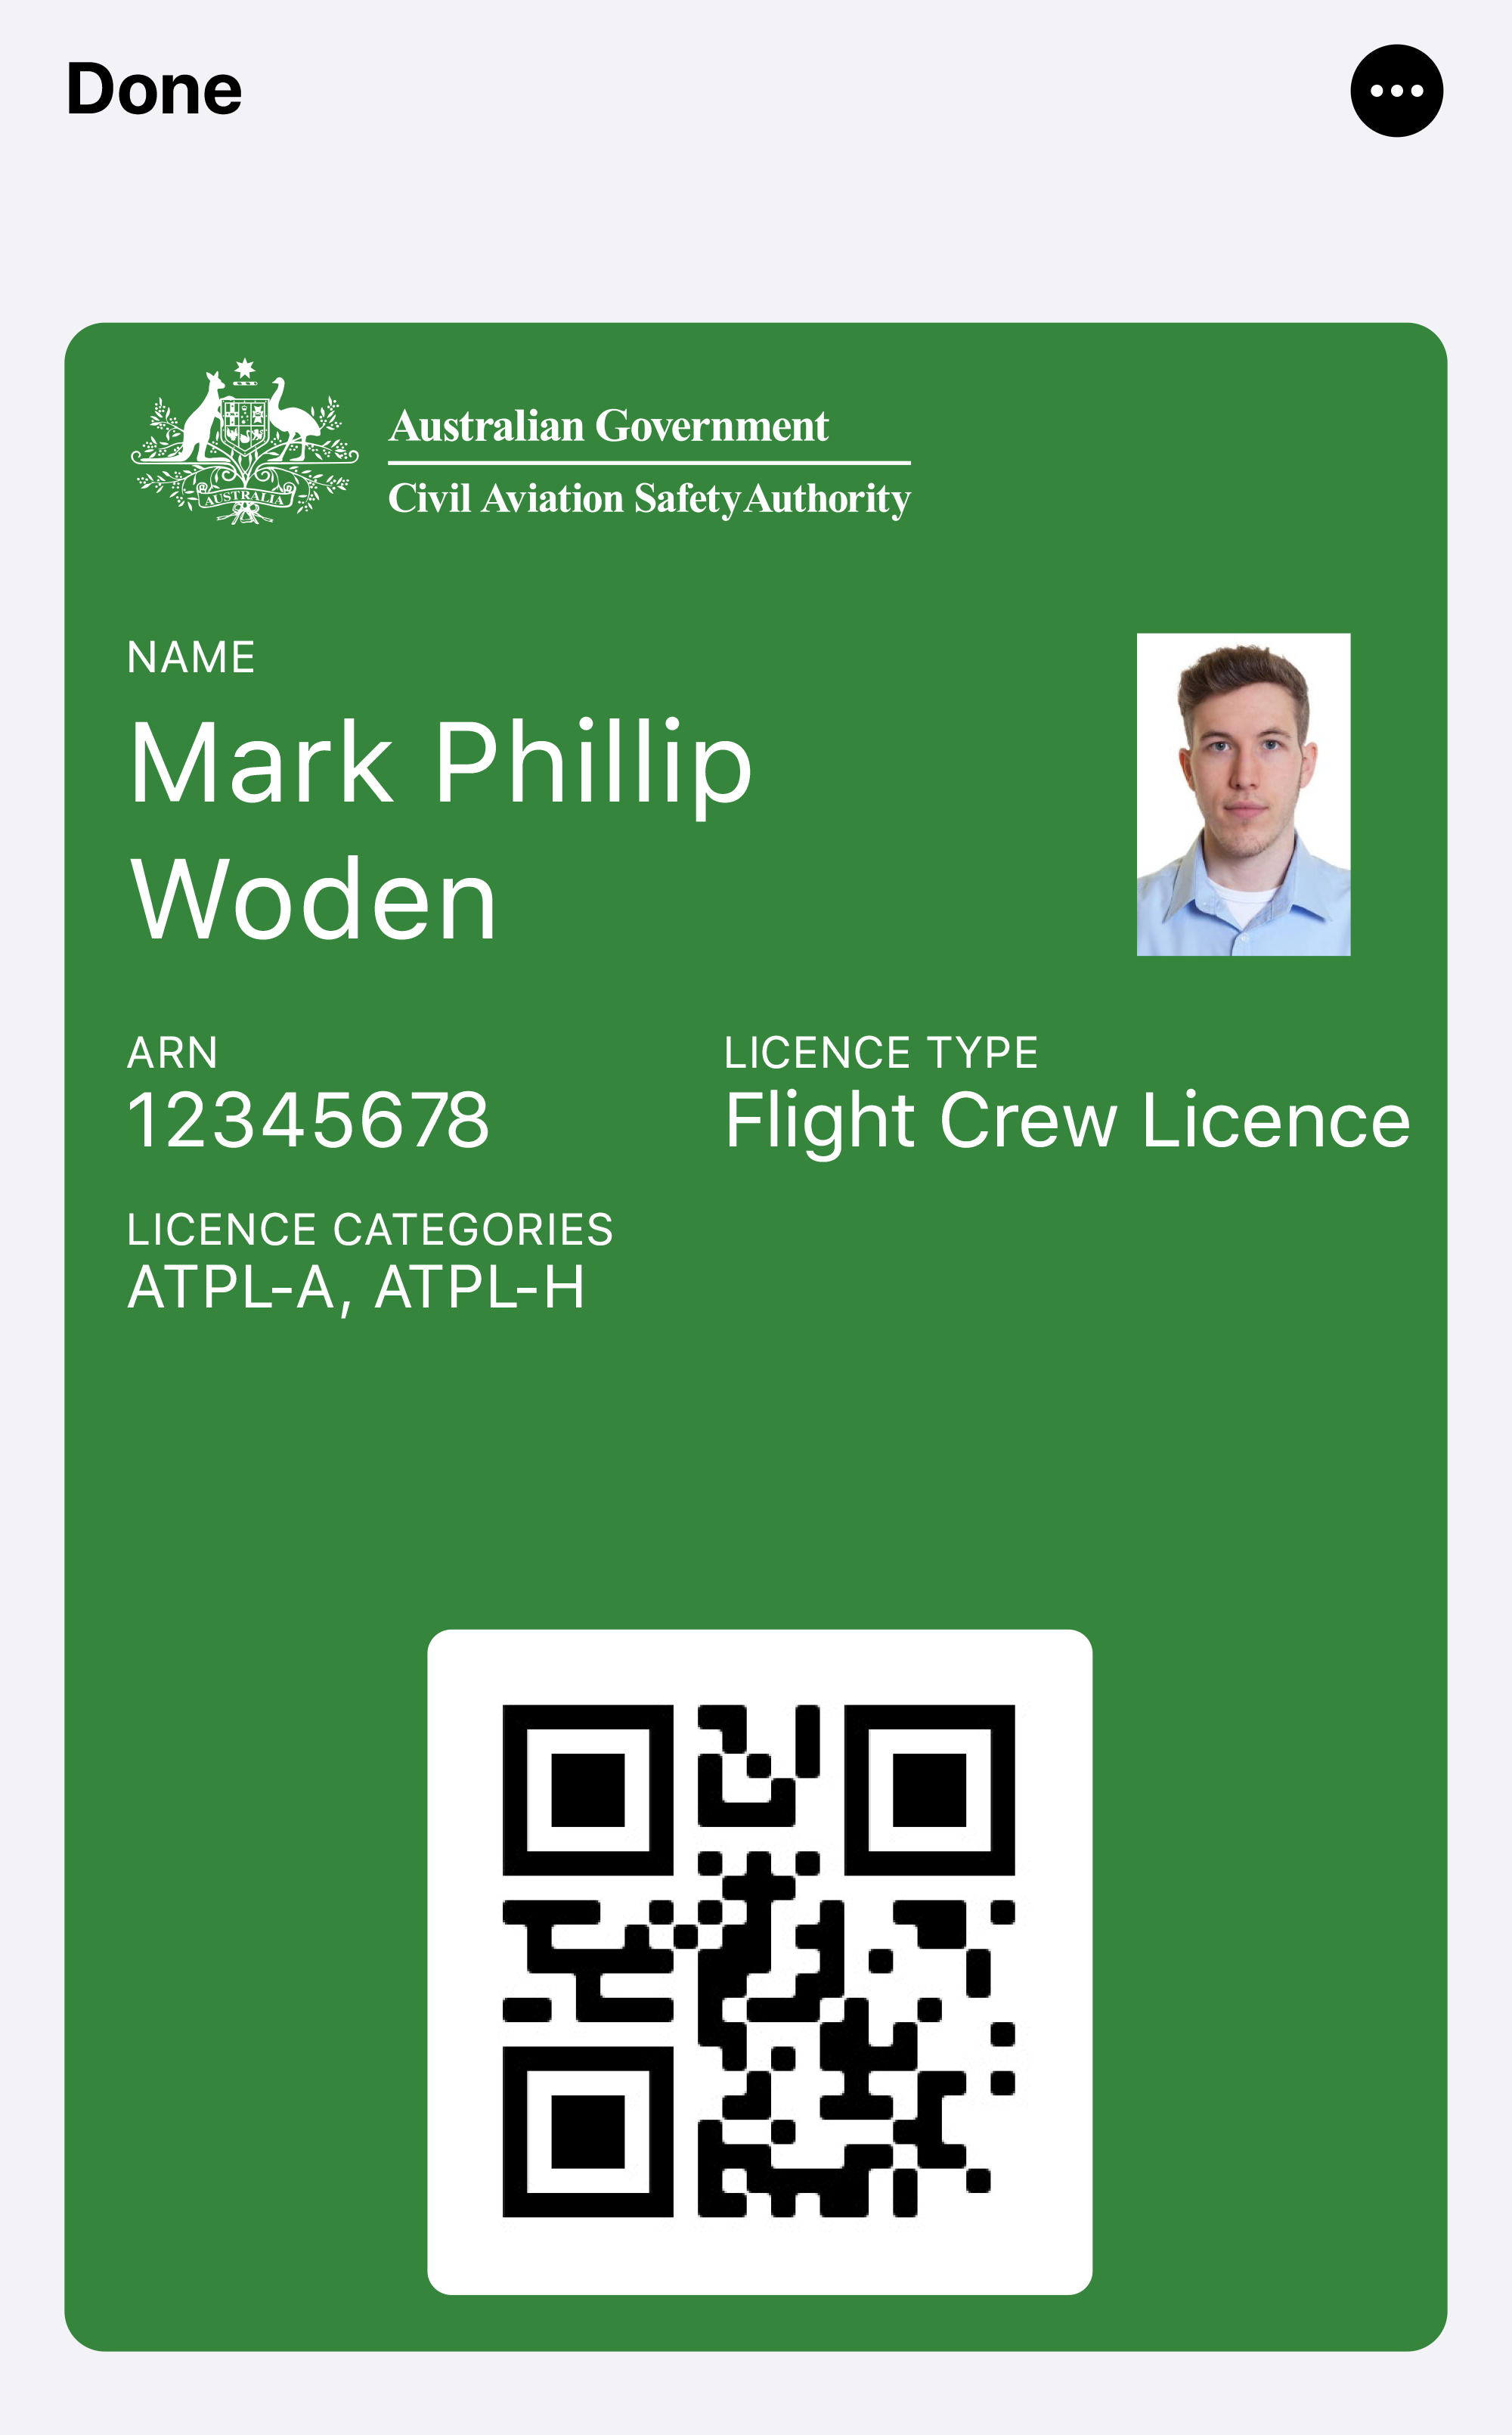 Done
AUSTRALIA
Australian Government
Civil Aviation Safety Authority
NAME
Mark Phillip
Woden
ARN
12345678
LICENCE TYPE
Flight Crew Licence
LICENCE CATEGORIES
ATPL-A, ATPL-H